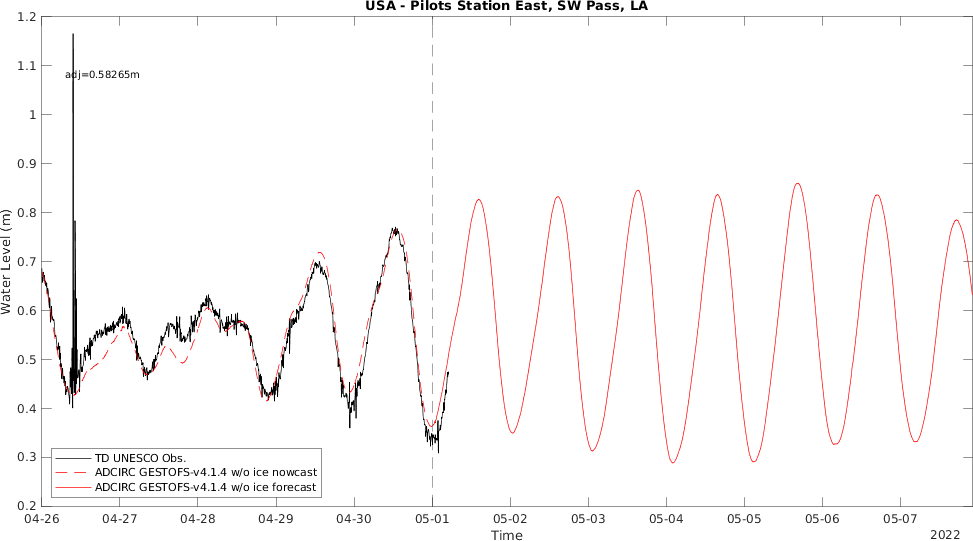 USA - Pilots Station East, SW Pass, LA
1.2
1.1
1
0.9
0.8
0.7
0.6
0.5
0.4
0.3
0.2
Water Level (m)
adj=0.58265m
TD UNESCO Obs.
ADCIRC GESTOFS-v4.1.4 w/o ice nowcast
ADCIRC GESTOFS-v4.1.4 w/o ice forecast
04-26 04-27 04-28 04-29 04-30 05-01 05-02 05-03 05-04 05-05 05-06 05-07
Time
2022